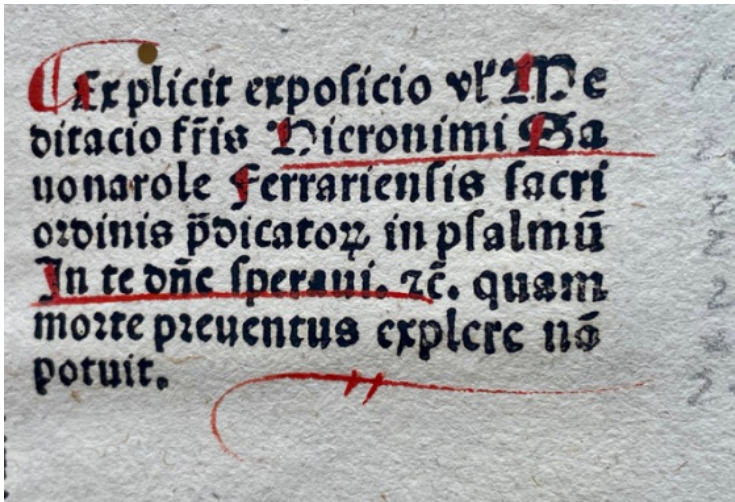 Explicit exposicio vl' Me
ditacio fr̄is Hieronimi Sa
uonarole Ferrariensis sacri
ordinis p̄dicatoꝝ in psalmū
In te dn̄e speraui. ⁊c̄. quam
morte preuentus explere nō
potuit.